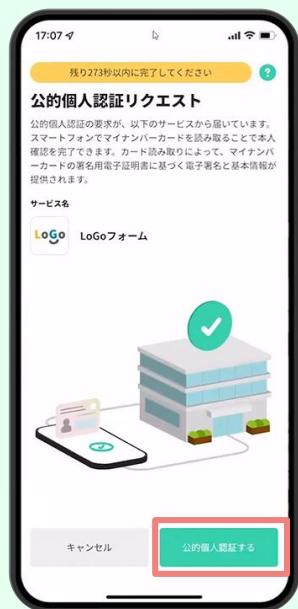 17:07
残り273秒以内に完了してください
?
公的個人認証リクエスト
公的個人認証の要求が、以下のサービスから届いています。
スマートフォンでマイナンバーカードを読み取ることで本人
確認を完了できます。カード読み取りによって、マイナンバ
ーカードの署名用電子証明書に基づく電子署名と基本情報が
提供されます。
サービス名
LoGo
LoGoフォーム
キャンセル
公的個人認証する